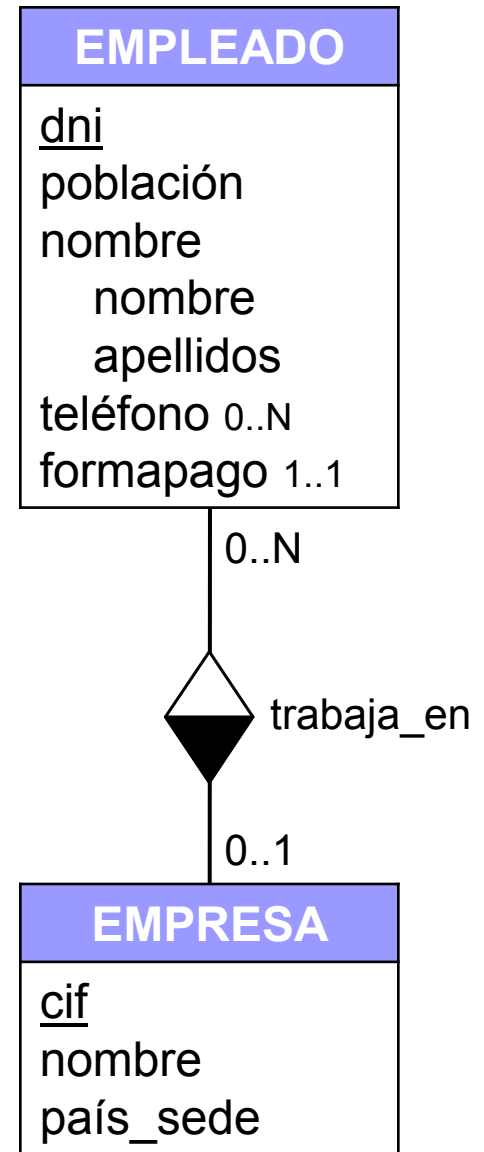 EMPLEADO
dni
población
nombre
nombre
apellidos
teléfono 0..N
formapago 1..1
0..N
trabaja_en
0..1
EMPRESA
cif
nombre
país_sede